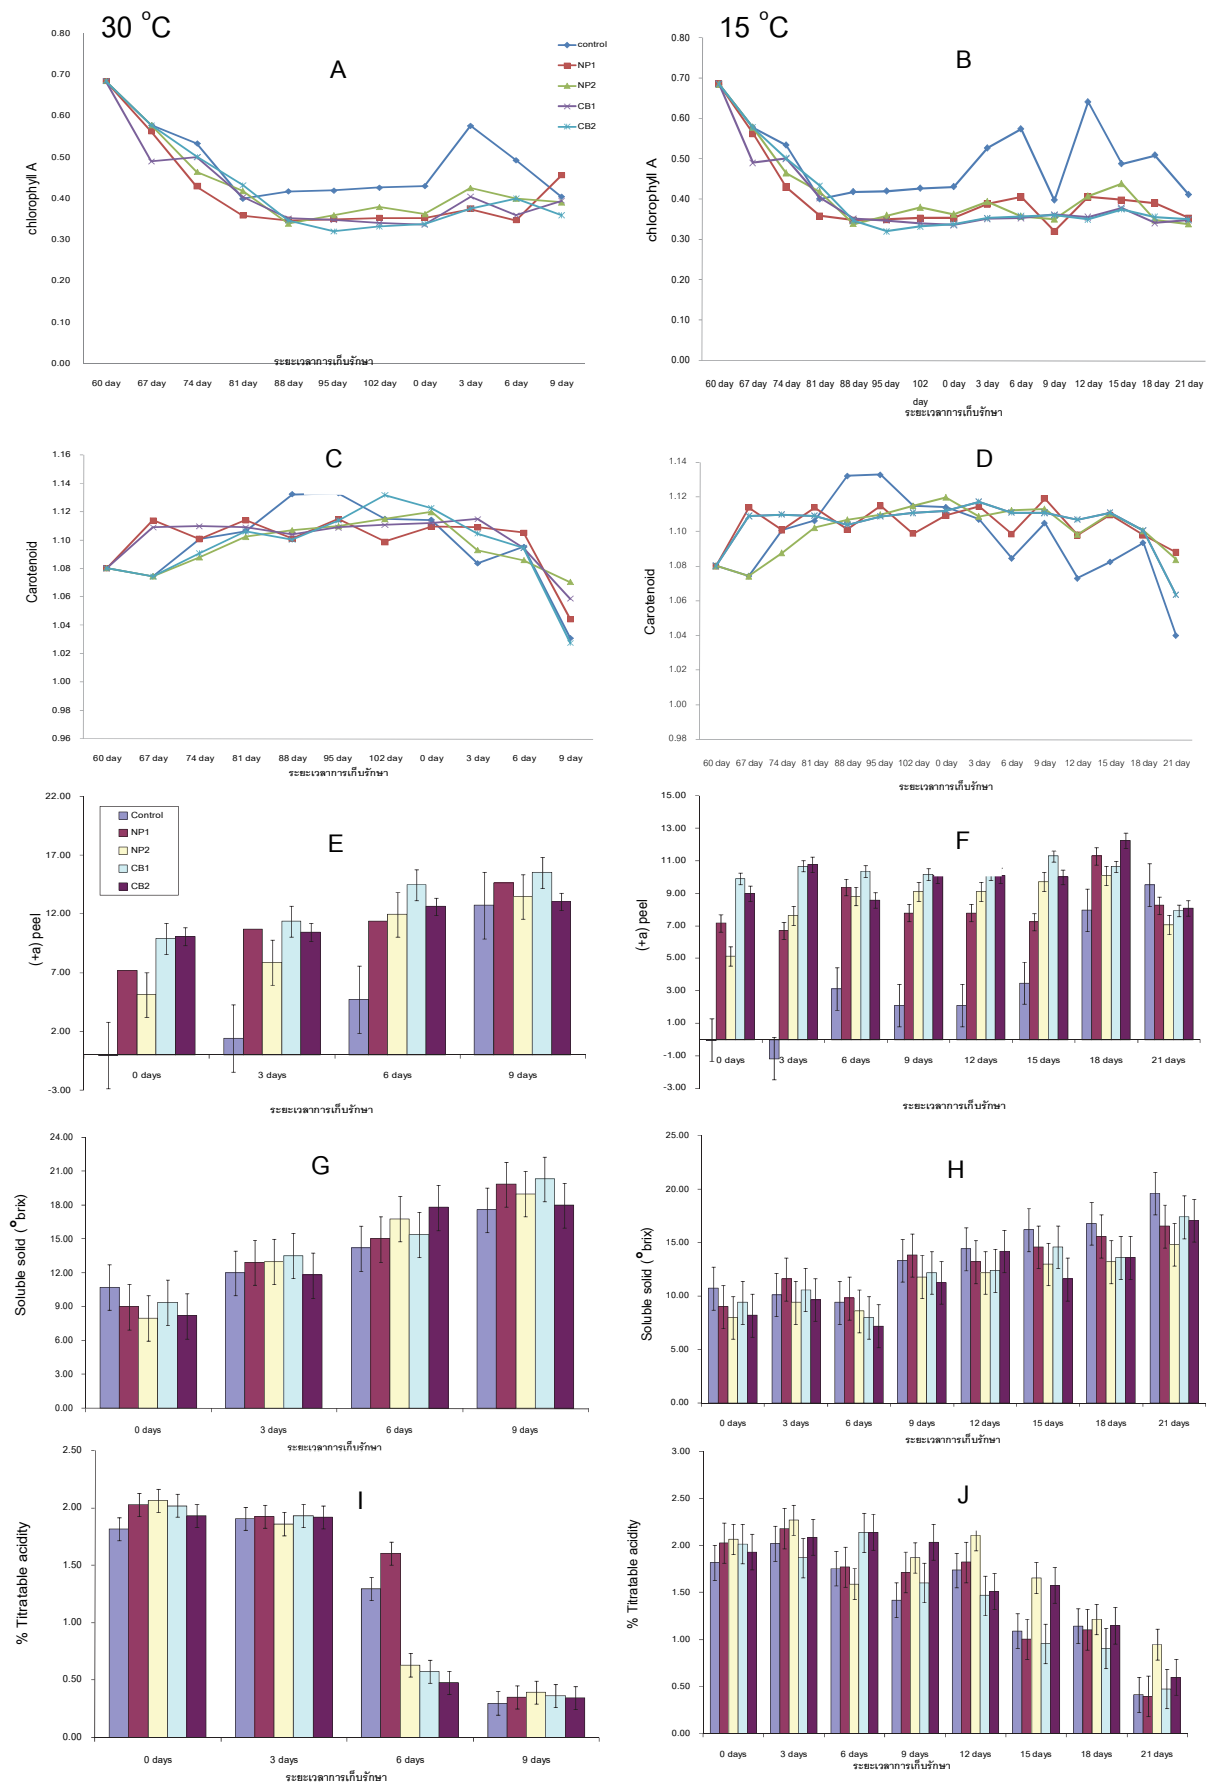 30 °C
15 °C
A
0.80
0.70
0.60
0.50
0.40
0.30
0.20
0.10
0.00
chlorophyll A
control
NP1
NP2
CB1
CB2
ระยะเวลาการเก็บรักษา
60 day 67 day 74 day 81 day 88 day 95 day 102 day 0 day 3 day 6 day 9 day
B
0.80
0.70
0.60
0.50
0.40
0.30
0.20
0.10
0.00
chlorophyll A
60 day 67 day 74 day 81 day 88 day 95 day 102 day 0 day 3 day 6 day 9 day 12 day 15 day 18 day 21 day
ระยะเวลาการเก็บรักษา
C
1.16
1.14
1.12
1.10
1.08
1.06
1.04
1.02
1.00
0.98
0.96
Carotenoid
60 day 67 day 74 day 81 day 88 day 95 day 102 day 0 day 3 day 6 day 9 day
ระยะเวลาการเก็บรักษา
D
1.14
1.12
1.10
1.08
1.06
1.04
1.02
1.00
0.98
Carotenoid
60 day 67 day 74 day 81 day 88 day 95 day 102 day 0 day 3 day 6 day 9 day 12 day 15 day 18 day 21 day
ระยะเวลาการเก็บรักษา
E
22.00
17.00
12.00
7.00
2.00
-3.00
(+a) peel
Control
NP1
NP2
CB1
CB2
0 days 3 days 6 days 9 days
ระยะเวลาการเก็บรักษา
F
15.00
13.00
11.00
9.00
7.00
5.00
3.00
1.00
-1.00
-3.00
(+a) peel
0 days 3 days 6 days 9 days 12 days 15 days 18 days 21 days
ระยะเวลาการเก็บรักษา
G
24.00
21.00
18.00
15.00
12.00
9.00
6.00
3.00
0.00
Soluble solid (°brix)
0 days 3 days 6 days 9 days
ระยะเวลาการเก็บรักษา
H
25.00
20.00
15.00
10.00
5.00
0.00
Soluble solid (°brix)
0 days 3 days 6 days 9 days 12 days 15 days 18 days 21 days
ระยะเวลาการเก็บรักษา
I
2.50
2.00
1.50
1.00
0.50
0.00
% Titratable acidity
0 days 3 days 6 days 9 days
ระยะเวลาการเก็บรักษา
J
3.00
2.50
2.00
1.50
1.00
0.50
0.00
% Titratable acidity
0 days 3 days 6 days 9 days 12 days 15 days 18 days 21 days
ระยะเวลาการเก็บรักษา